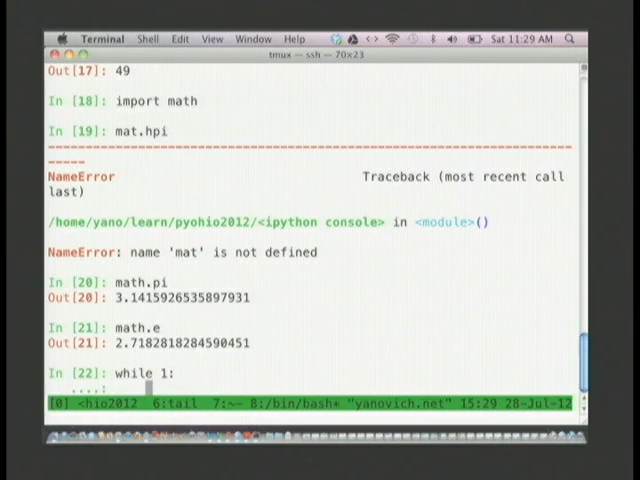 Terminal Shell Edit View Window Help Sat 11:29 AM
tmux — ssh — 70×23
Out[17]: 49
In [18]: import math
In [19]: mat.hpi
---------------------------------------------------------------------------
NameError Traceback (most recent call
last)
/home/yano/learn/pyohio2012/<ipython console> in <module>()
NameError: name 'mat' is not defined
In [20]: math.pi
Out[20]: 3.1415926535897931
In [21]: math.e
Out[21]: 2.7182818284590451
In [22]: while 1:
....:
[0] <hio2012 6:tail 7:~- 8:/bin/bash* "yanovich.net" 15:29 28-Jul-12